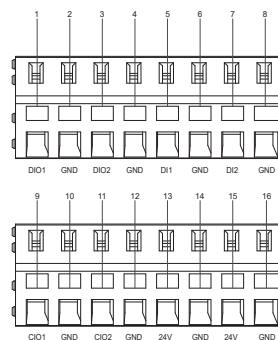 1 2 3 4 5 6 7 8
DIO1 GND DIO2 GND DI1 GND DI2 GND
9 10 11 12 13 14 15 16
CIO1 GND CIO2 GND 24V GND 24V GND